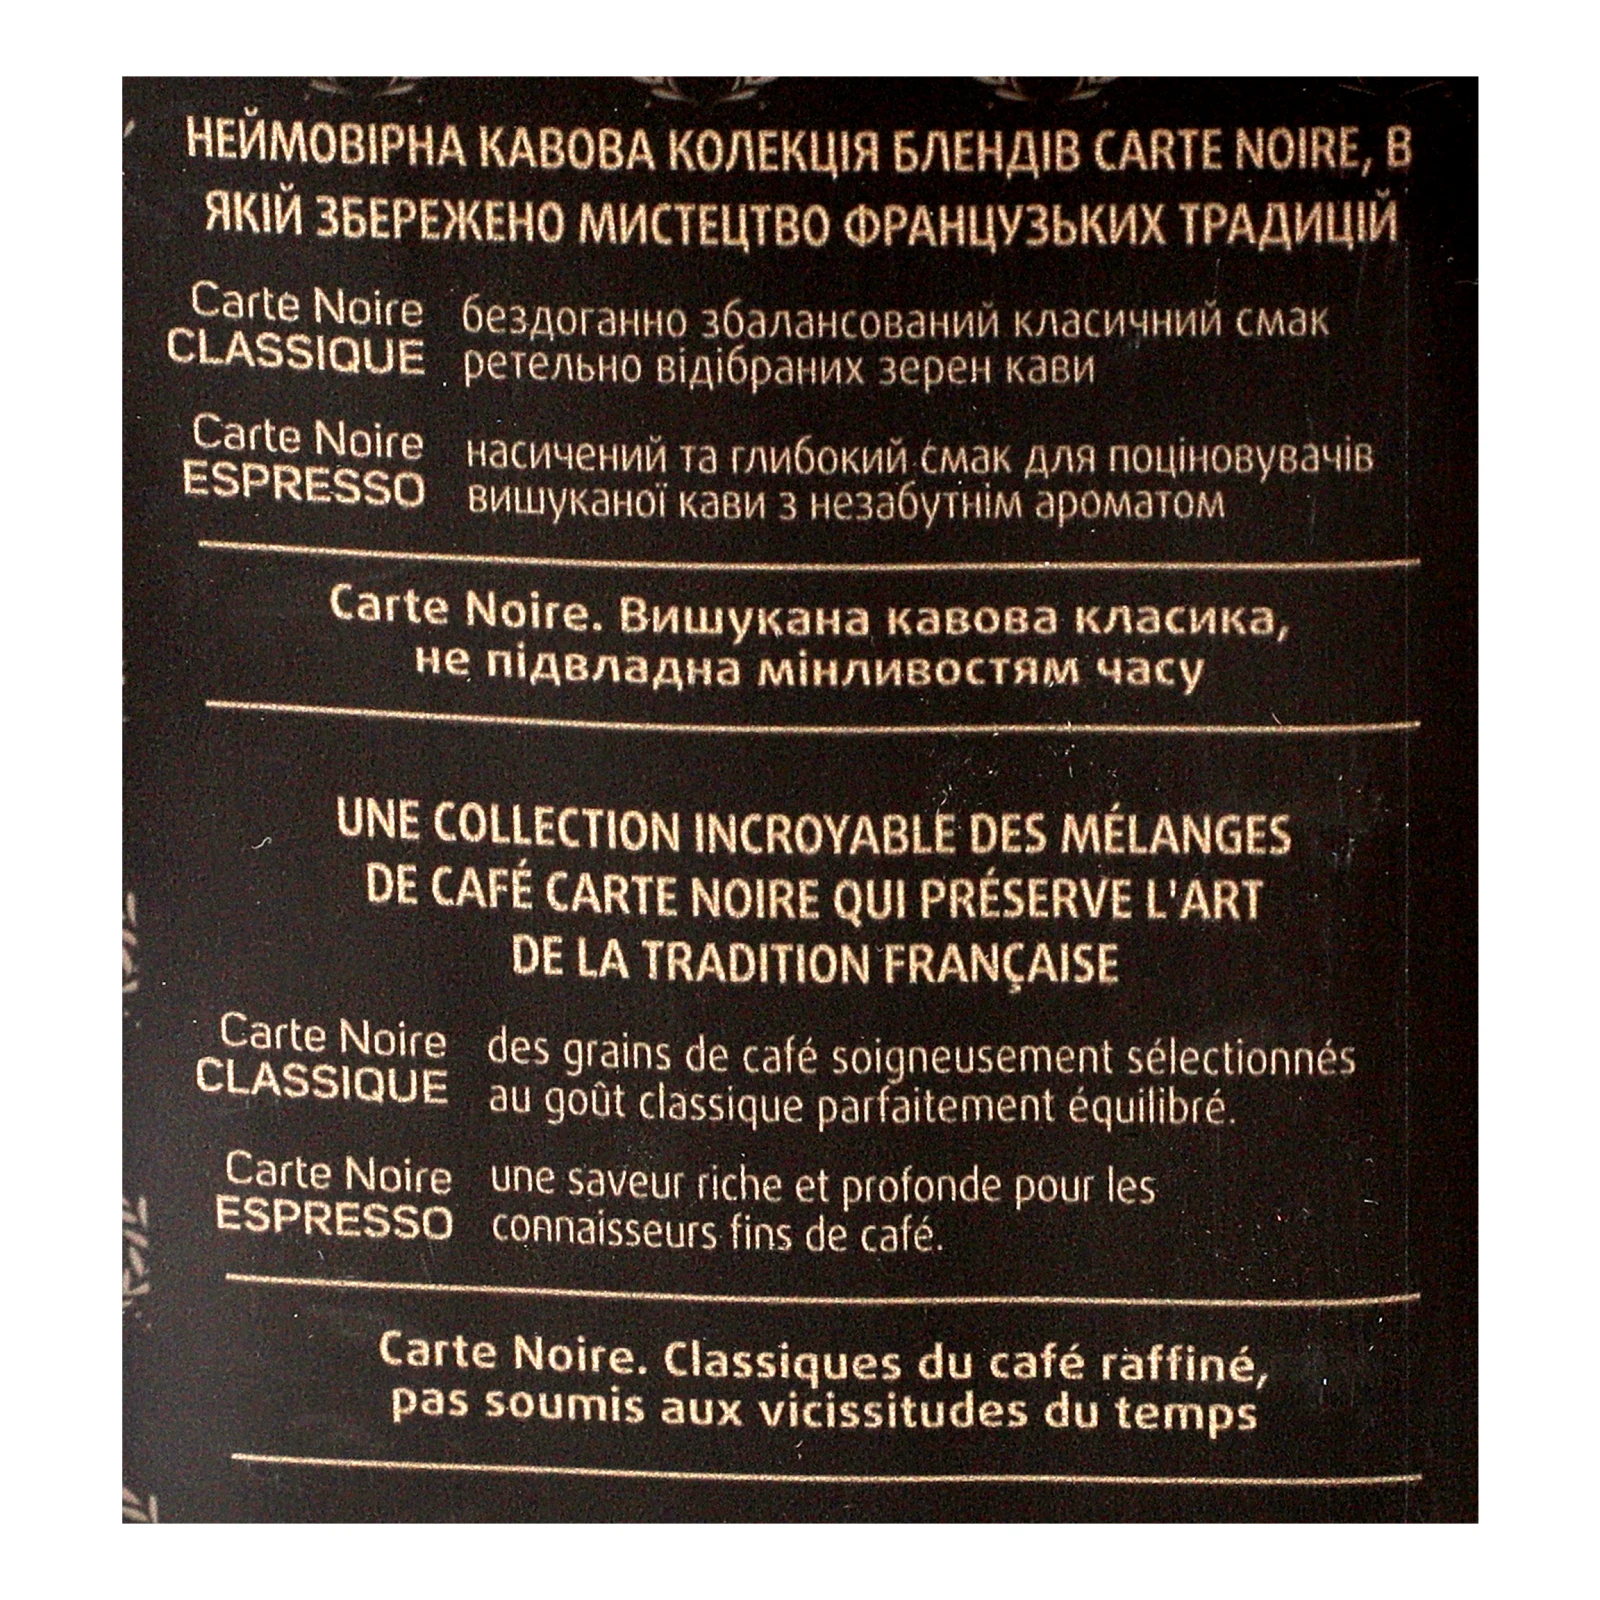 НЕЙМОВІРНА КАВОВА КОЛЕКЦІЯ БЛЕНДІВ CARTE NOIRE, В
ЯКІЙ ЗБЕРЕЖЕНО МИСТЕЦТВО ФРАНЦУЗЬКИХ ТРАДИЦІЙ
Carte Noire
CLASSIQUE
бездоганно збалансований класичний смак
ретельно відібраних зерен кави
Carte Noire
ESPRESSO
насичений та глибокий смак для поціновувачів
вишуканої кави з незабутнім ароматом
Carte Noire. Вишукана кавова класика,
не підвладна мінливостям часу
UNE COLLECTION INCROYABLE DES MÉLANGES
DE CAFÉ CARTE NOIRE QUI PRÉSERVE L'ART
DE LA TRADITION FRANÇAISE
Carte Noire
CLASSIQUE
des grains de café soigneusement sélectionnés
au goût classique parfaitement équilibré.
Carte Noire
ESPRESSO
une saveur riche et profonde pour les
connaisseurs fins de café.
Carte Noire. Classiques du café raffiné,
pas soumis aux vicissitudes du temps